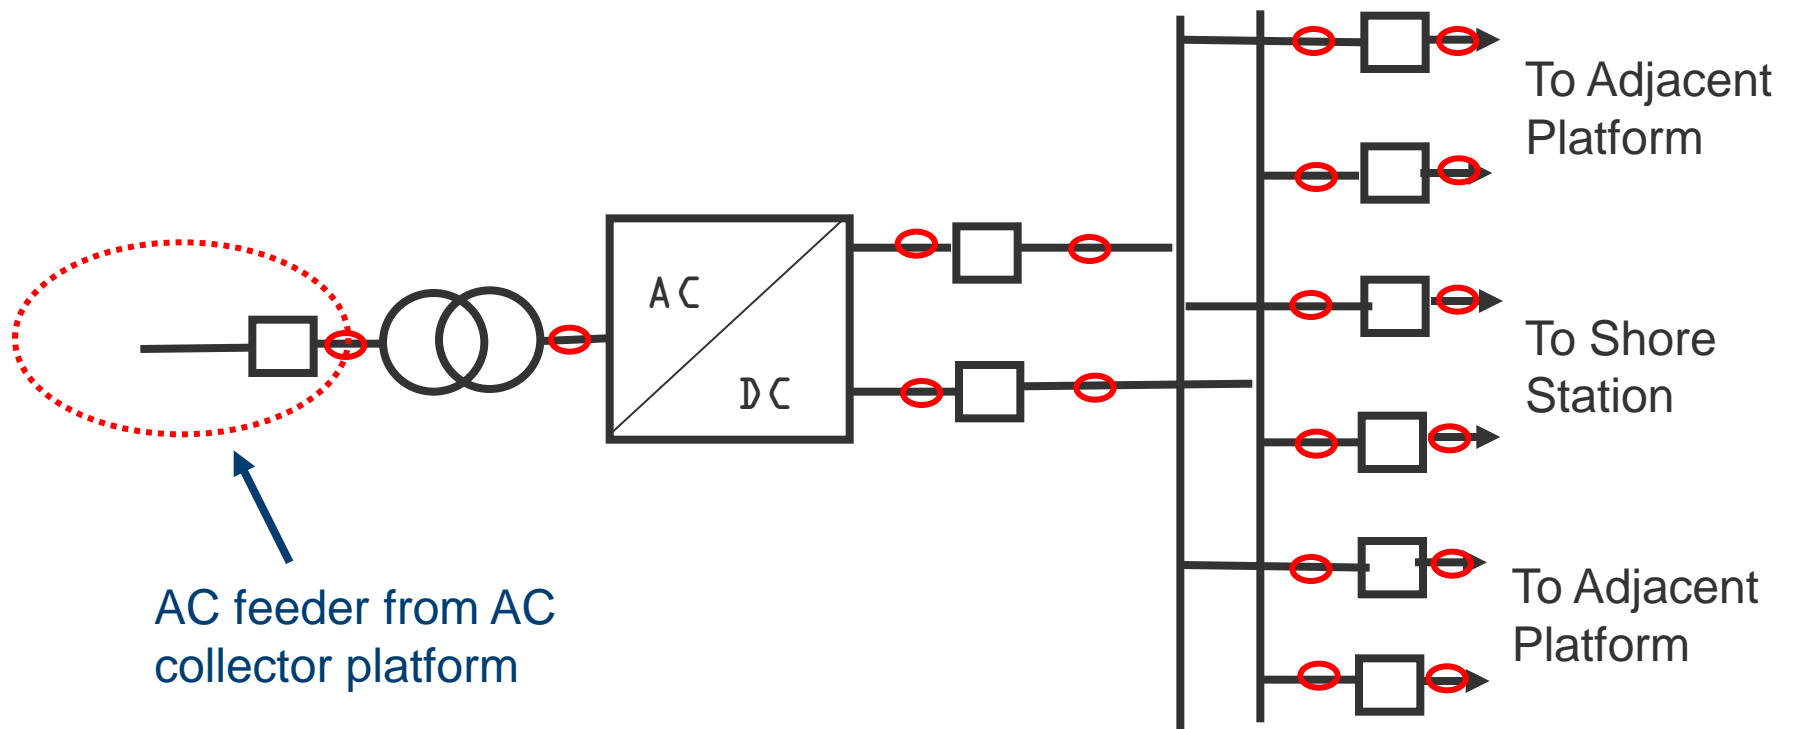 To Adjacent
Platform
AC
DC
To Shore
Station
AC feeder from AC
collector platform
To Adjacent
Platform